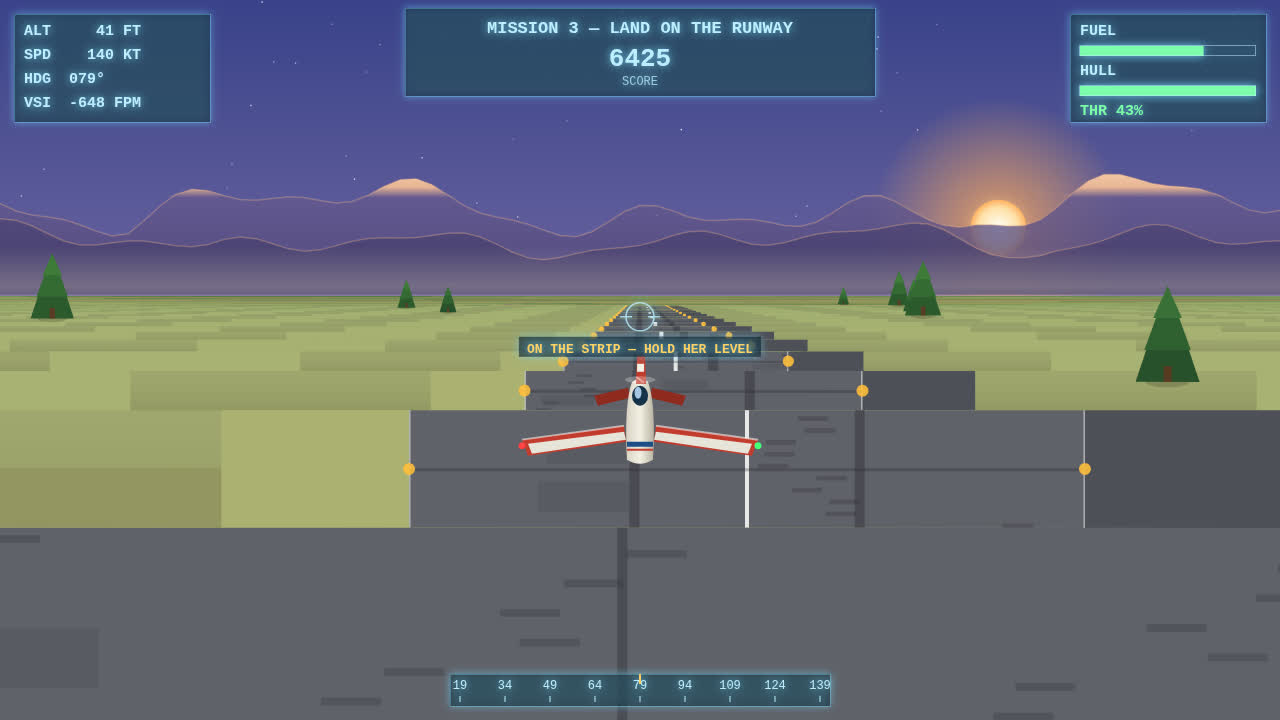 ALT 41 FT
SPD 140 KT
HDG 079°
VSI -648 FPM
MISSION 3 — LAND ON THE RUNWAY
6425
SCORE
FUEL
HULL
THR 43%
ON THE STRIP — HOLD HER LEVEL
19 34 49 64 79 94 109 124 139